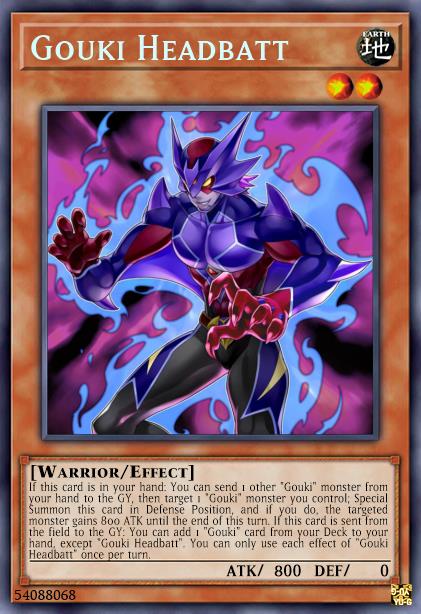 Gouki Headbatt
EARTH
地
[Warrior/Effect]
If this card is in your hand: You can send 1 other "Gouki" monster from
your hand to the GY, then target 1 "Gouki" monster you control; Special
Summon this card in Defense Position, and if you do, the targeted
monster gains 800 ATK until the end of this turn. If this card is sent from
the field to the GY: You can add 1 "Gouki" card from your Deck to your
hand, except "Gouki Headbatt". You can only use each effect of "Gouki
Headbatt" once per turn.
ATK/ 800 DEF/ 0
54088068